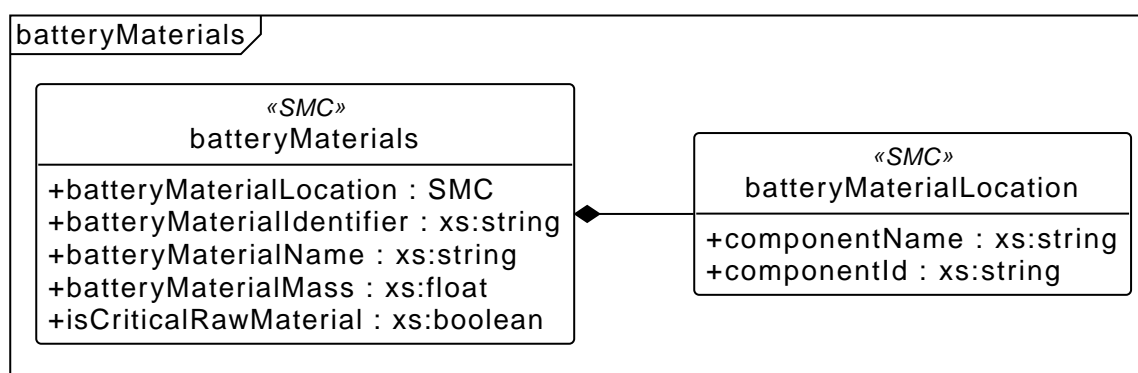 batteryMaterials
«SMC»
batteryMaterials
+batteryMaterialLocation : SMC
+batteryMaterialIdentifier : xs:string
+batteryMaterialName : xs:string
+batteryMaterialMass : xs:float
+isCriticalRawMaterial : xs:boolean
«SMC»
batteryMaterialLocation
+componentName : xs:string
+componentId : xs:string